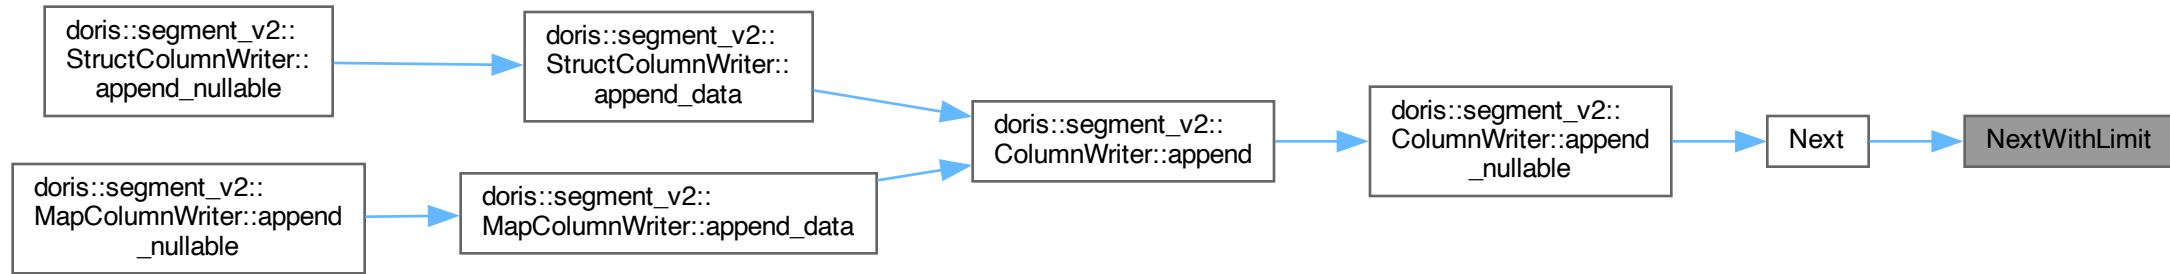 doris::segment_v2::
StructColumnWriter::
append_nullable
doris::segment_v2::
StructColumnWriter::
append_data
doris::segment_v2::
MapColumnWriter::append
_nullable
doris::segment_v2::
MapColumnWriter::append_data
doris::segment_v2::
ColumnWriter::append
doris::segment_v2::
ColumnWriter::append
_nullable
Next
NextWithLimit